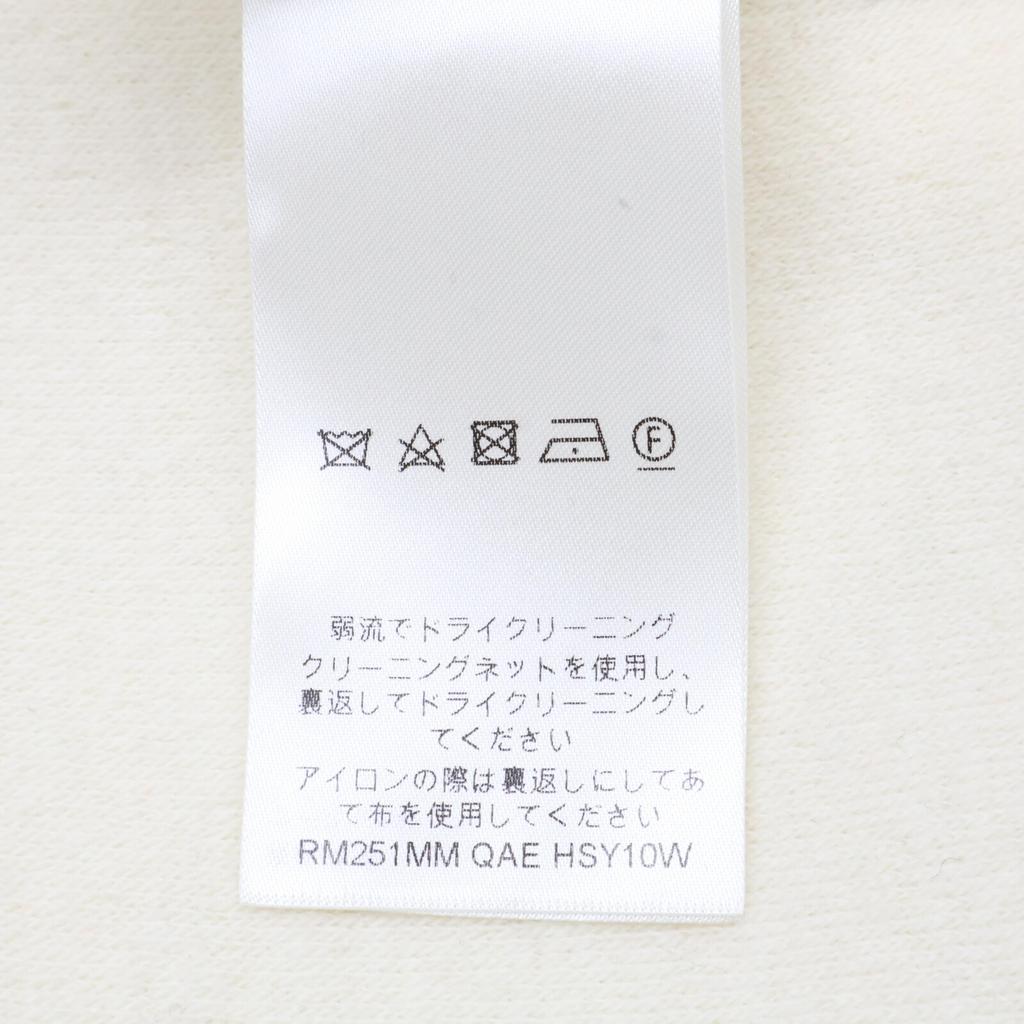 F
弱流でドライクリーニング
クリーニングネットを使用し、
裏返してドライクリーニングし
てください
アイロンの際は裏返しにしてあ
て布を使用してください
RM251MM QAE HSY10W